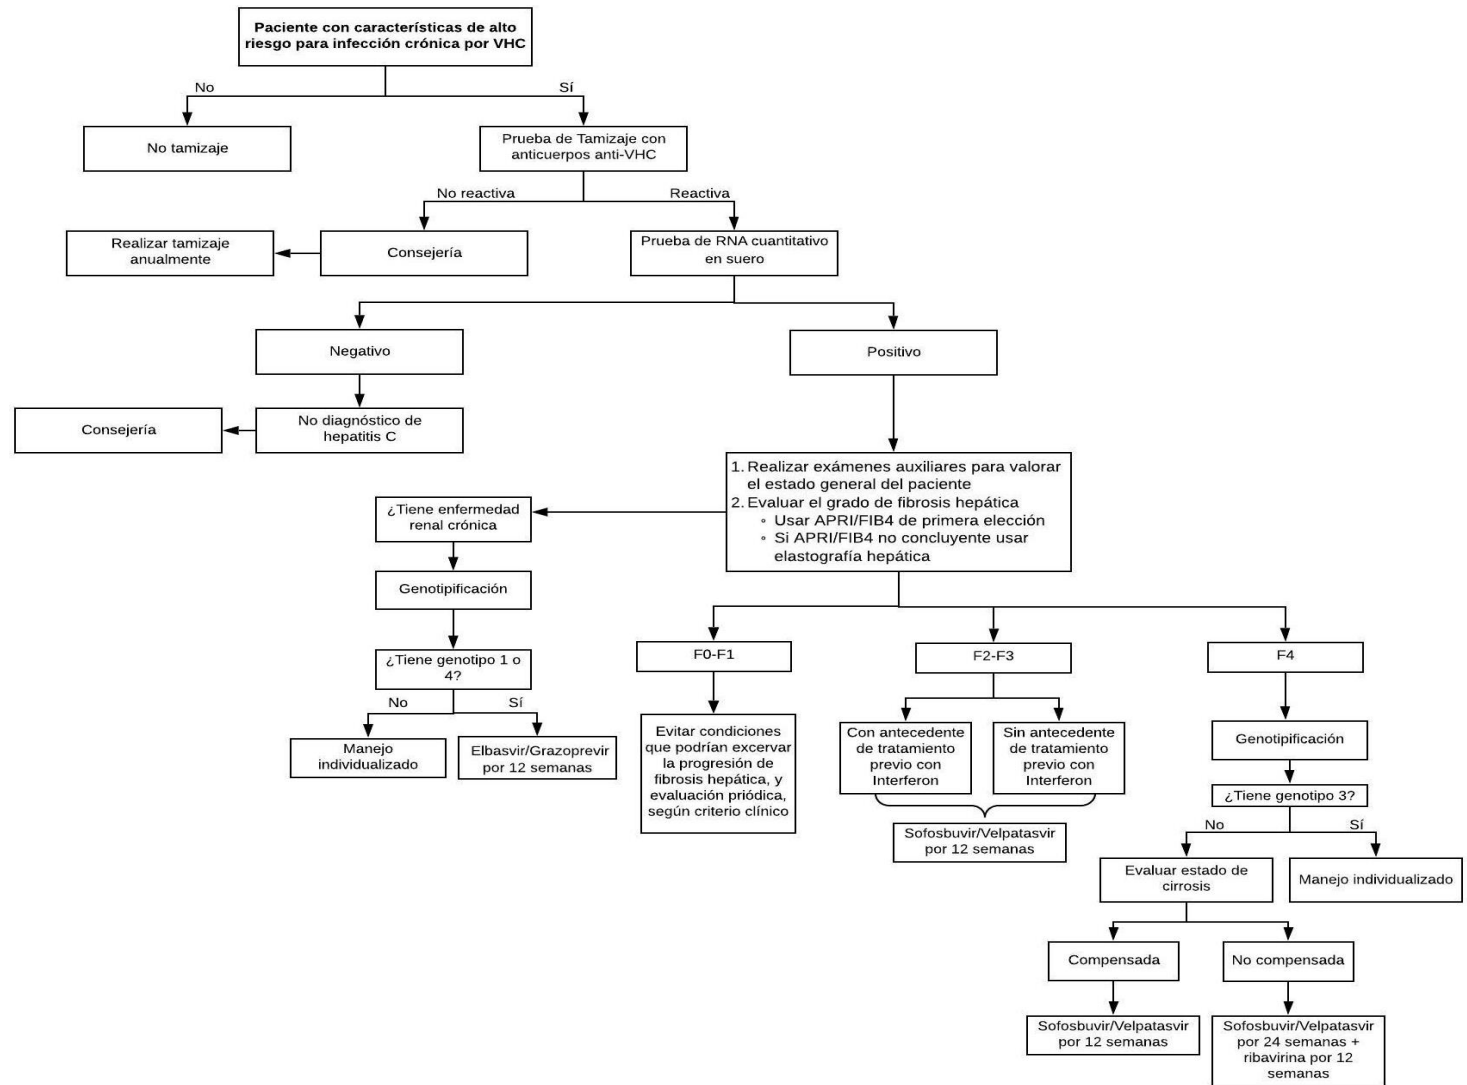 Paciente con características de alto
riesgo para infección crónica por VHC
No
Sí
No tamizaje
Prueba de Tamizaje con
anticuerpos anti-VHC
No reactiva
Reactiva
Realizar tamizaje
anualmente
Consejería
Prueba de RNA cuantitativo
en suero
Negativo
Positivo
Consejería
No diagnóstico de
hepatitis C
1. Realizar exámenes auxiliares para valorar
el estado general del paciente
2. Evaluar el grado de fibrosis hepática
∘ Usar APRI/FIB4 de primera elección
∘ Si APRI/FIB4 no concluyente usar
elastografía hepática
¿Tiene enfermedad
renal crónica
Genotipificación
¿Tiene genotipo 1 o
4?
No
Sí
Manejo
individualizado
Elbasvir/Grazoprevir
por 12 semanas
F0-F1
F2-F3
F4
Evitar condiciones
que podrían excervar
la progresión de
fibrosis hepática, y
evaluación priódica,
según criterio clínico
Con antecedente
de tratamiento
previo con
Interferon
Sin antecedente
de tratamiento
previo con
Interferon
Sofosbuvir/Velpatasvir
por 12 semanas
Genotipificación
¿Tiene genotipo 3?
No
Sí
Evaluar estado de
cirrosis
Manejo individualizado
Compensada
No compensada
Sofosbuvir/Velpatasvir
por 12 semanas
Sofosbuvir/Velpatasvir
por 24 semanas +
ribavirina por 12
semanas